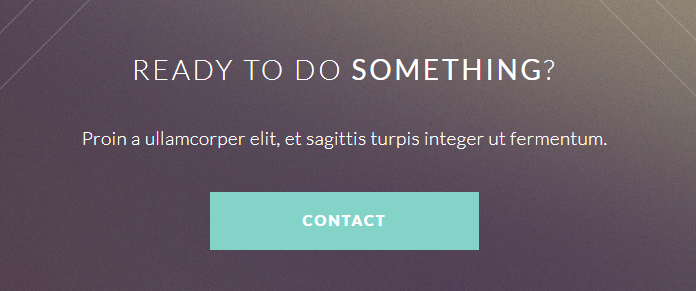 READY TO DO SOMETHING?
Proin a ullamcorper elit, et sagittis turpis integer ut fermentum.
CONTACT